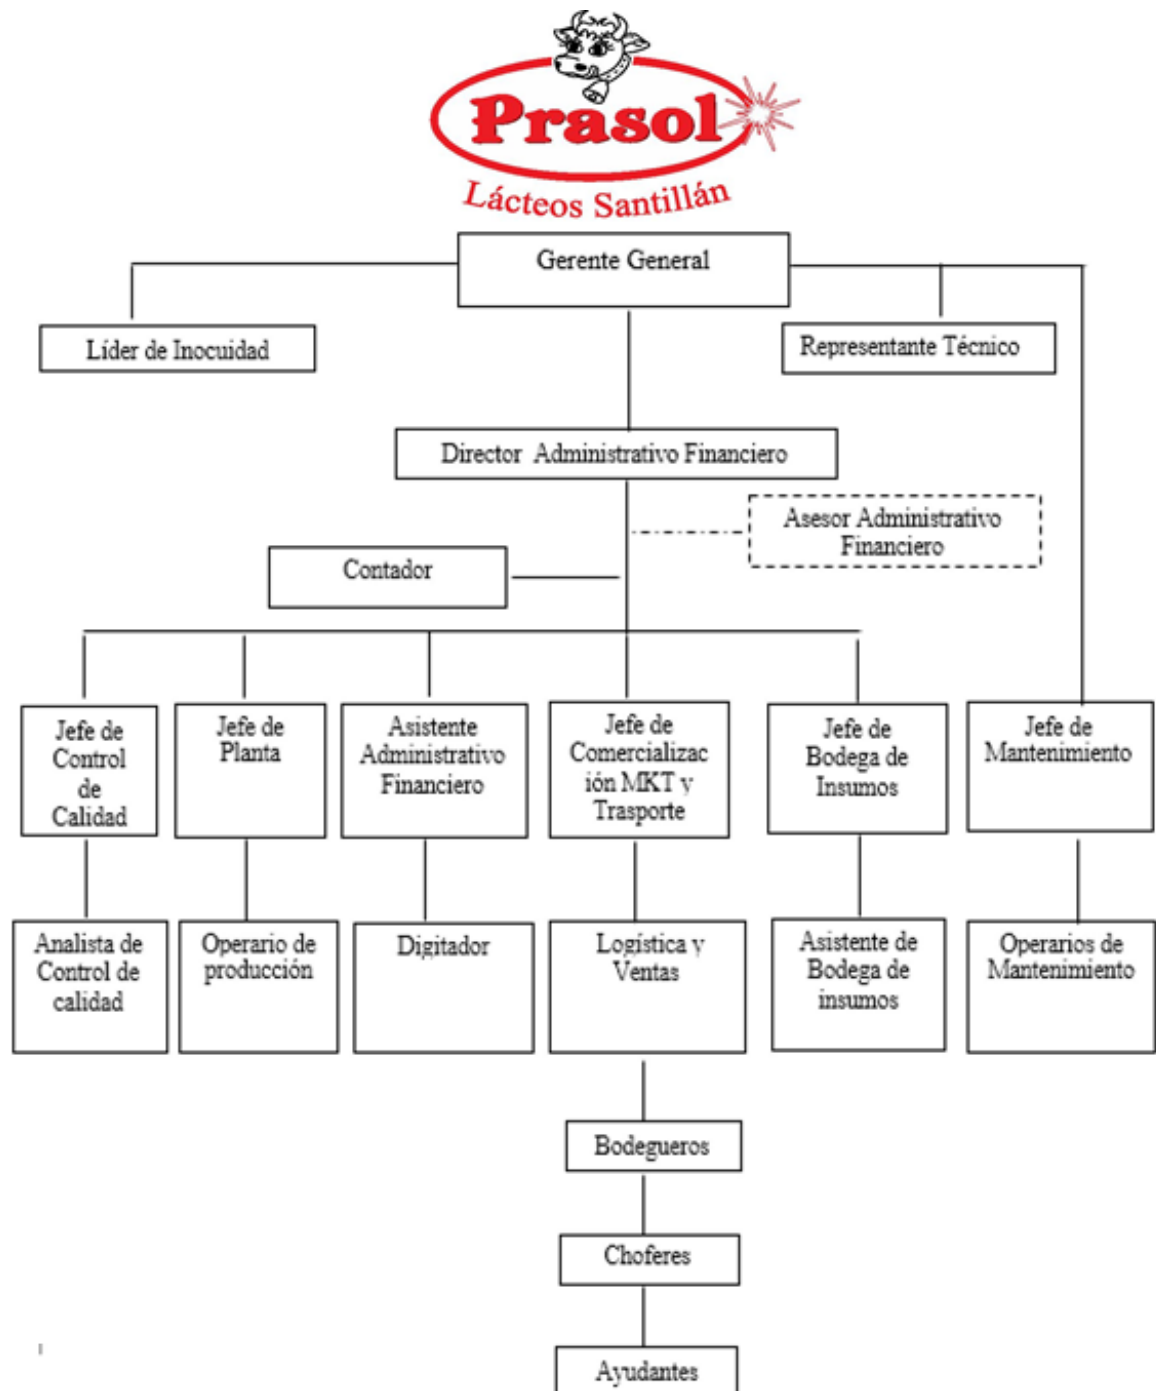 Prasol
Lácteos Santillán
Gerente General
Líder de Inocuidad
Representante Técnico
Director Administrativo Financiero
Asesor Administrativo
Financiero
Contador
Jefe de
Control
de
Calidad
Jefe de
Planta
Asistente
Administrativo
Financiero
Jefe de
Comercializac
ión MKT y
Trasporte
Jefe de
Bodega de
Insumos
Jefe de
Mantenimiento
Analista de
Control de
calidad
Operario de
producción
Digitador
Logística y
Ventas
Asistente de
Bodega de
insumos
Operarios de
Mantenimiento
Bodegueros
Choferes
Ayudantes